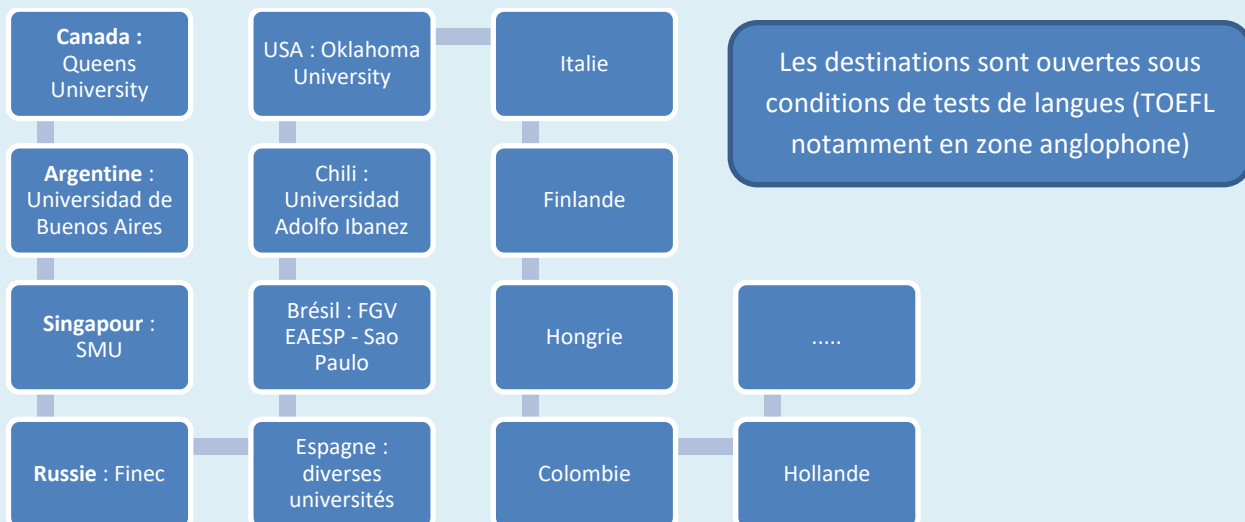 Canada :
Queens
University
Argentine :
Universidad de
Buenos Aires
Singapour :
SMU
Russie : Finec
Espagne :
diverses
universités
Brésil : FGV
EAESP - Sao
Paulo
Chili :
Universidad
Adolfo Ibanez
USA : Oklahoma
University
Italie
Finlande
Hongrie
Colombie
Hollande
.....
Les destinations sont ouvertes sous
conditions de tests de langues (TOEFL
notamment en zone anglophone)